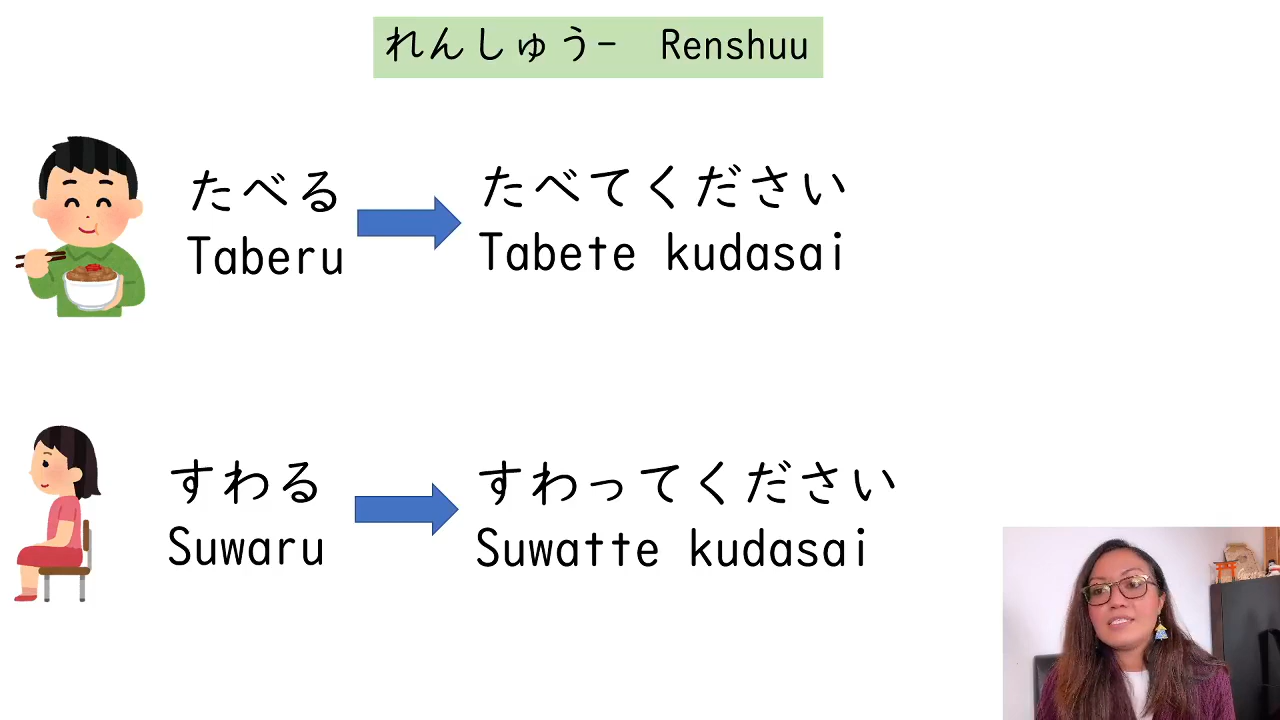 れんしゅう- Renshuu
たべる
Taberu
たべてください
Tabete kudasai
すわる
Suwaru
すわってください
Suwatte kudasai